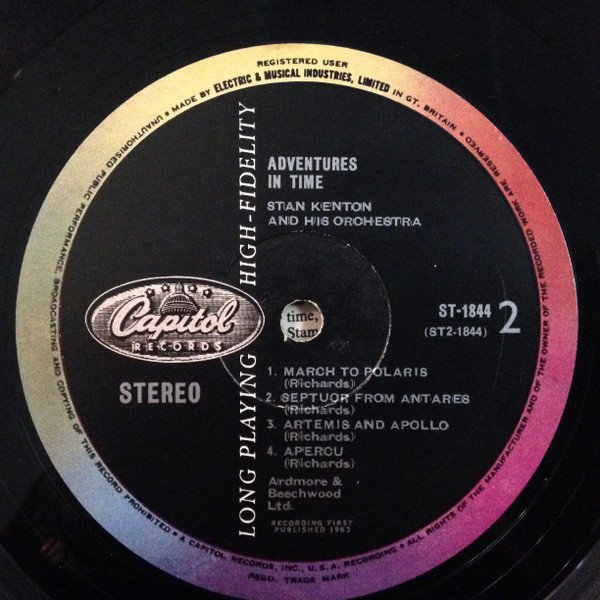 REGISTERED USER
• MADE BY ELECTRIC & MUSICAL INDUSTRIES, LIMITED IN GT. BRITAIN •
ALL RIGHTS OF THE MANUFACTURER AND OF THE OWNER OF THE RECORDED WORK ARE RESERVED
UNAUTHORISED PUBLIC PERFORMANCE, BROADCASTING AND COPYING OF THIS RECORD PROHIBITED •
A CAPITOL RECORDS, INC., U.S.A. RECORDING •
REGD. TRADE MARK
LONG PLAYING HIGH-FIDELITY
ADVENTURES
IN TIME
STAN KENTON
AND HIS ORCHESTRA
Capitol
RECORDS
STEREO
time,
Stam
ST-1844 2
(ST2-1844)
1. MARCH TO POLARIS
(Richards)
2. SEPTUOR FROM ANTARES
(Richards)
3. ARTEMIS AND APOLLO
(Richards)
4. APERCU
(Richards)
Ardmore &
Beechwood
Ltd.
RECORDING FIRST
PUBLISHED 1963